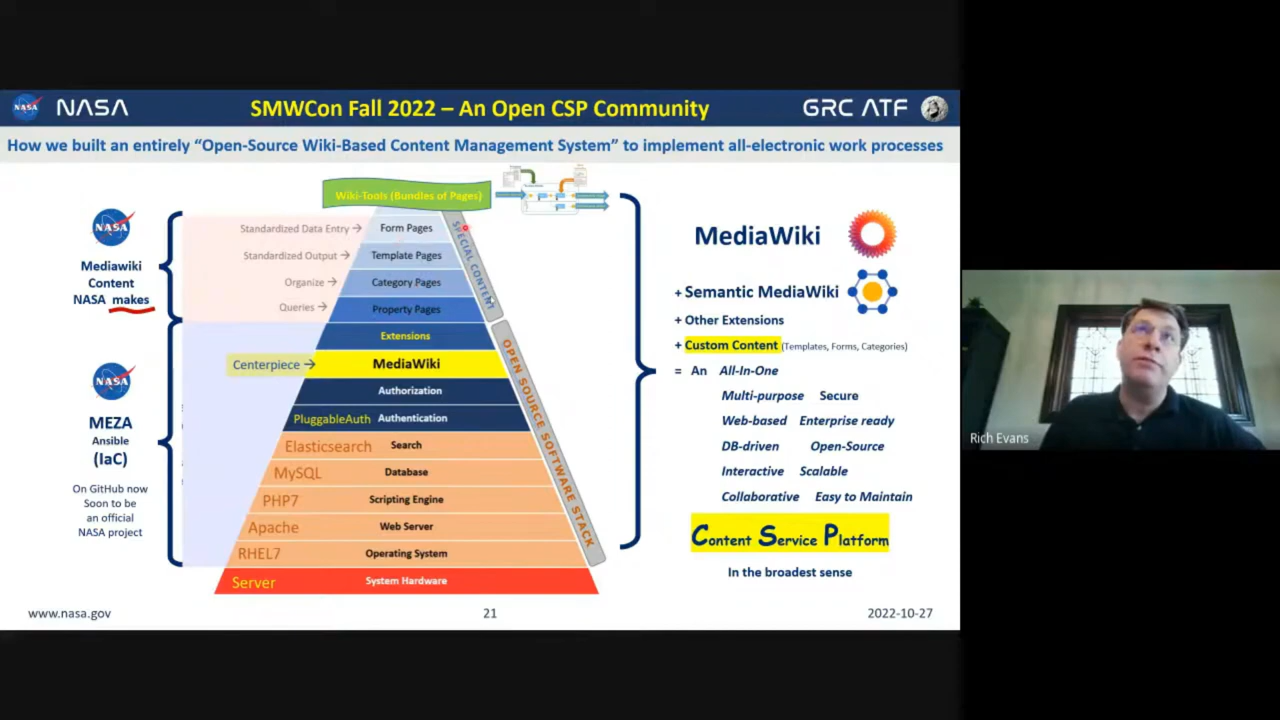 NASA
SMWCon Fall 2022 – An Open CSP Community
GRC ATF
How we built an entirely “Open-Source Wiki-Based Content Management System” to implement all-electronic work processes
Wiki-Tools (Bundles of Pages)
NASA
Mediawiki
Content
NASA makes
Standardized Data Entry →
Form Pages
Standardized Output →
Template Pages
Organize →
Category Pages
Queries →
Property Pages
SPECIAL CONTENT
Extensions
Centerpiece →
MediaWiki
Authorization
PluggableAuth
Authentication
Elasticsearch
Search
MySQL
Database
PHP7
Scripting Engine
Apache
Web Server
RHEL7
Operating System
Server
System Hardware
OPEN SOURCE SOFTWARE STACK
NASA
MEZA
Ansible
(IaC)
On GitHub now
Soon to be
an official
NASA project
MediaWiki
+ Semantic MediaWiki
+ Other Extensions
+ Custom Content (Templates, Forms, Categories)
= An All-In-One
Multi-purpose Secure
Web-based Enterprise ready
DB-driven Open-Source
Interactive Scalable
Collaborative Easy to Maintain
Content Service Platform
In the broadest sense
www.nasa.gov
21
2022-10-27
Rich Evans